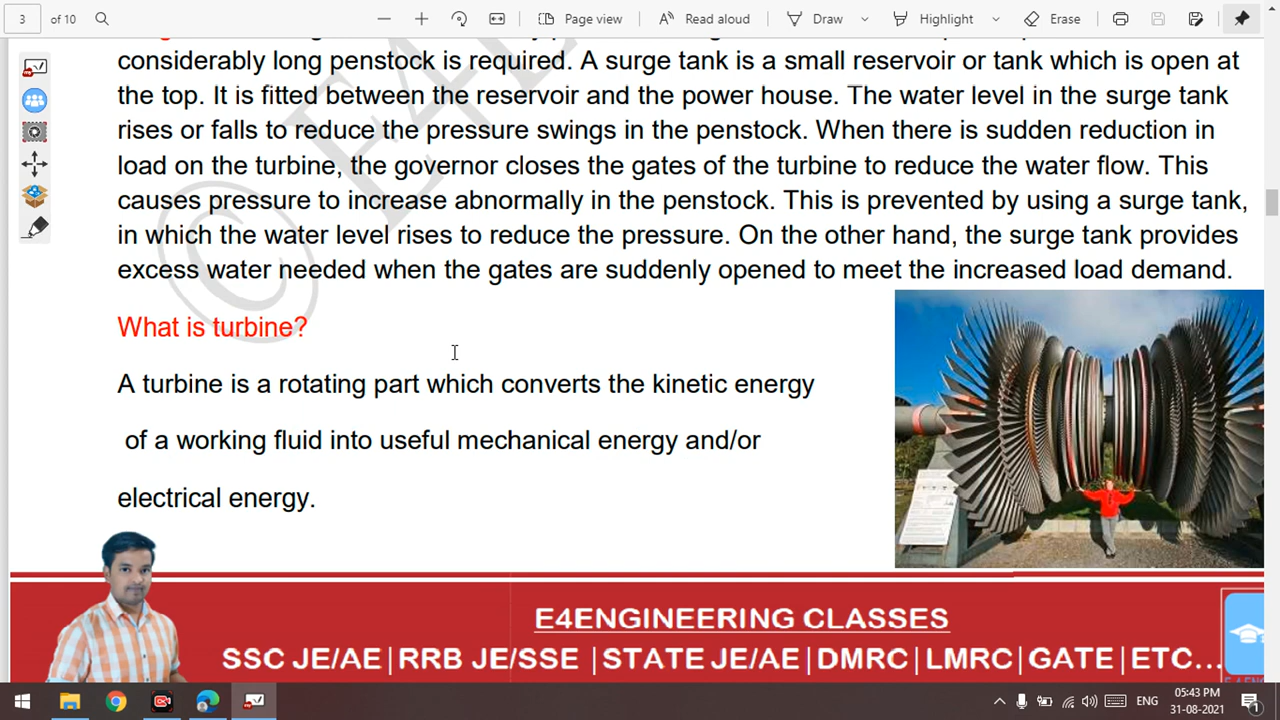 3 of 10 Page view Read aloud Draw Highlight Erase
considerably long penstock is required. A surge tank is a small reservoir or tank which is open at
the top. It is fitted between the reservoir and the power house. The water level in the surge tank
rises or falls to reduce the pressure swings in the penstock. When there is sudden reduction in
load on the turbine, the governor closes the gates of the turbine to reduce the water flow. This
causes pressure to increase abnormally in the penstock. This is prevented by using a surge tank,
in which the water level rises to reduce the pressure. On the other hand, the surge tank provides
excess water needed when the gates are suddenly opened to meet the increased load demand.
What is turbine?
A turbine is a rotating part which converts the kinetic energy
of a working fluid into useful mechanical energy and/or
electrical energy.
E4ENGINEERING CLASSES
SSC JE/AE|RRB JE/SSE |STATE JE/AE|DMRC|LMRC|GATE|ETC...
ENG
05:43 PM
31-08-2021